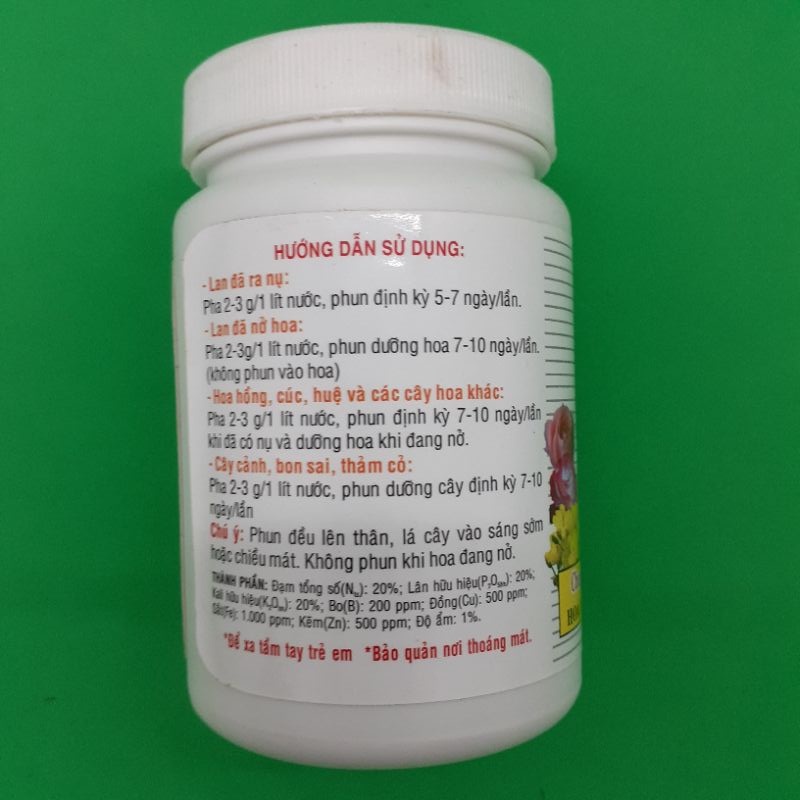 HƯỚNG DẪN SỬ DỤNG:
- Lan đã ra nụ:
Pha 2-3 g/1 lít nước, phun định kỳ 5-7 ngày/lần.
- Lan đã nở hoa:
Pha 2-3g/1 lít nước, phun dưỡng hoa 7-10 ngày/lần.
(không phun vào hoa)
- Hoa hồng, cúc, huệ và các cây hoa khác:
Pha 2-3 g/1 lít nước, phun định kỳ 7-10 ngày/lần
khi đã có nụ và dưỡng hoa khi đang nở.
- Cây cảnh, bon sai, thảm cỏ:
Pha 2-3 g/1 lít nước, phun dưỡng cây định kỳ 7-10
ngày/lần
Chú ý: Phun đều lên thân, lá cây vào sáng sớm
hoặc chiều mát. Không phun khi hoa đang nở.
THÀNH PHẦN: Đạm tổng số(Nts): 20%; Lân hữu hiệu(P2O5hh): 20%;
Kali hữu hiệu(K2Ohh): 20%; Bo(B): 200 ppm; Đồng(Cu): 500 ppm;
Sắt(Fe): 1.000 ppm; Kẽm(Zn): 500 ppm; Độ ẩm: 1%.
*Để xa tầm tay trẻ em *Bảo quản nơi thoáng mát.